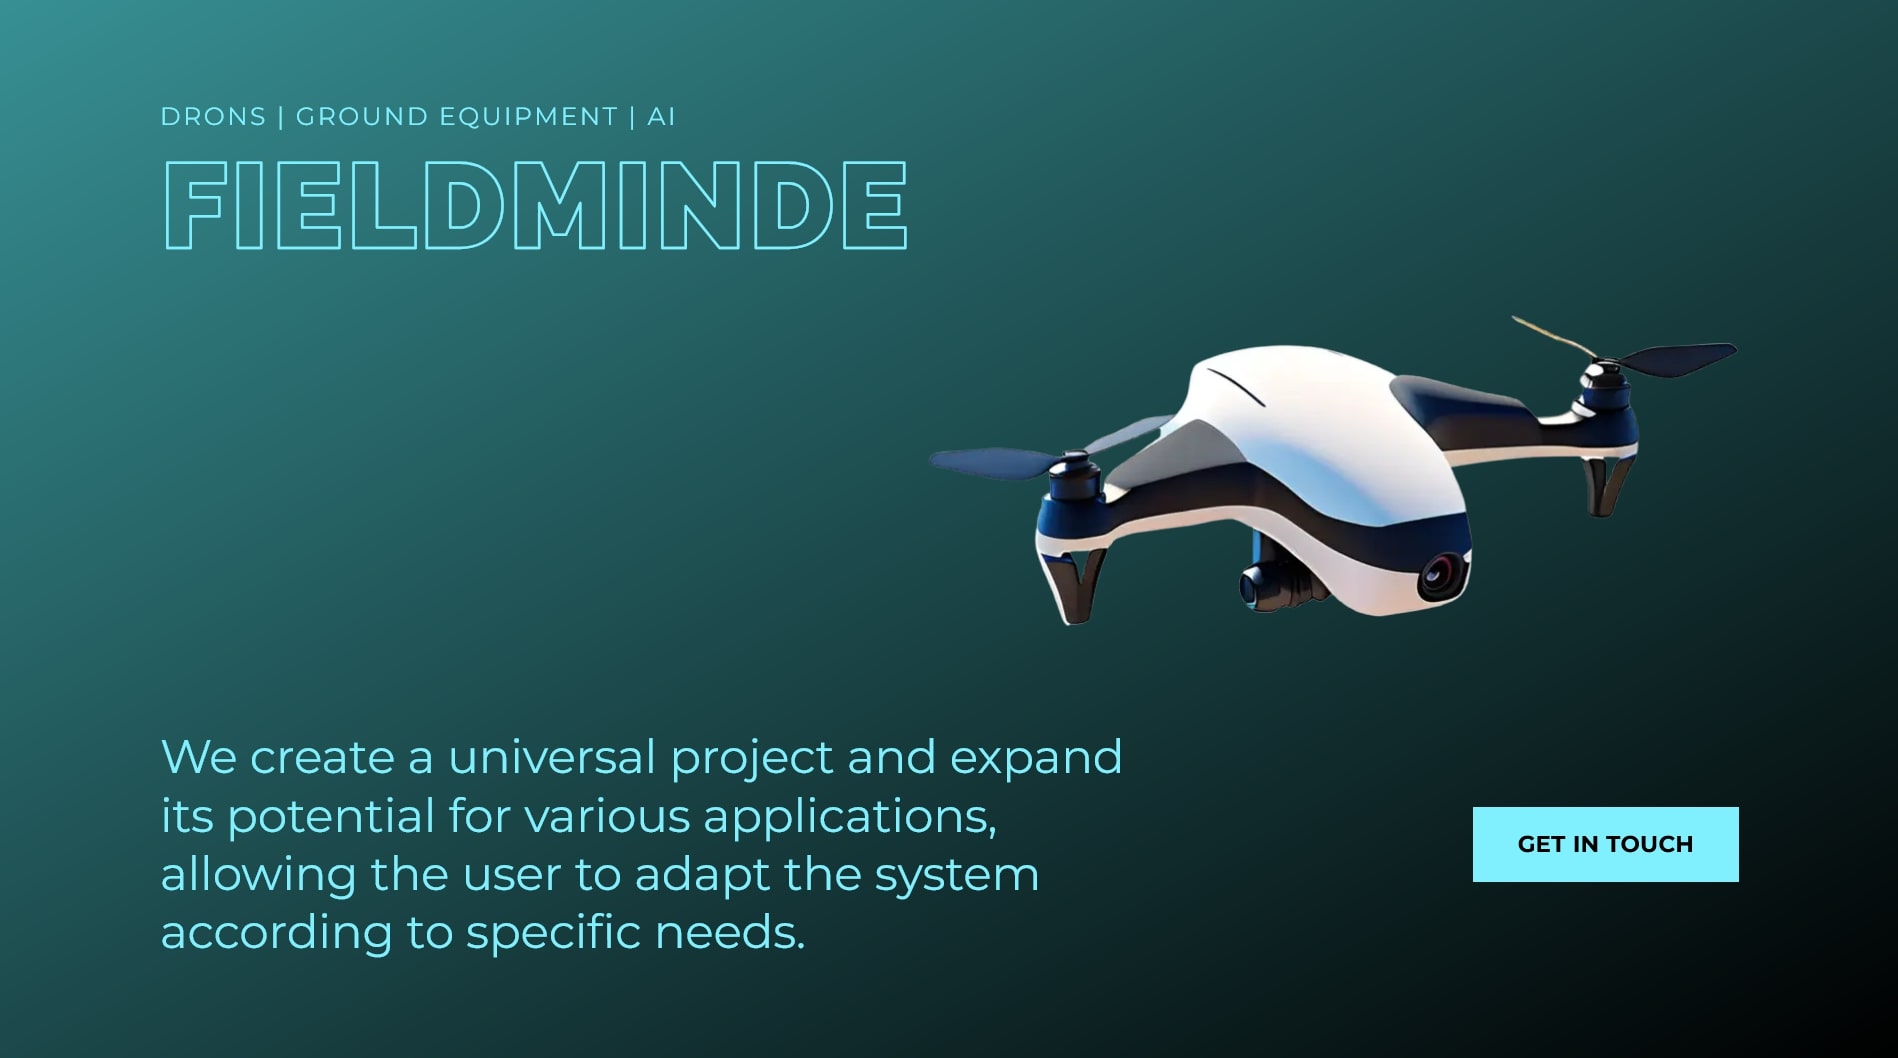 DRONS | GROUND EQUIPMENT | AI
FIELDMINDE
We create a universal project and expand
its potential for various applications,
allowing the user to adapt the system
according to specific needs.
GET IN TOUCH